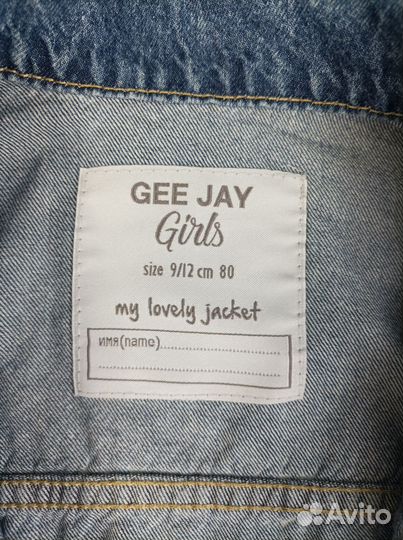 GEE JAY
Girls
size 9/12 cm 80
my lovely jacket
имя(name)..............................
..............................................
Avito